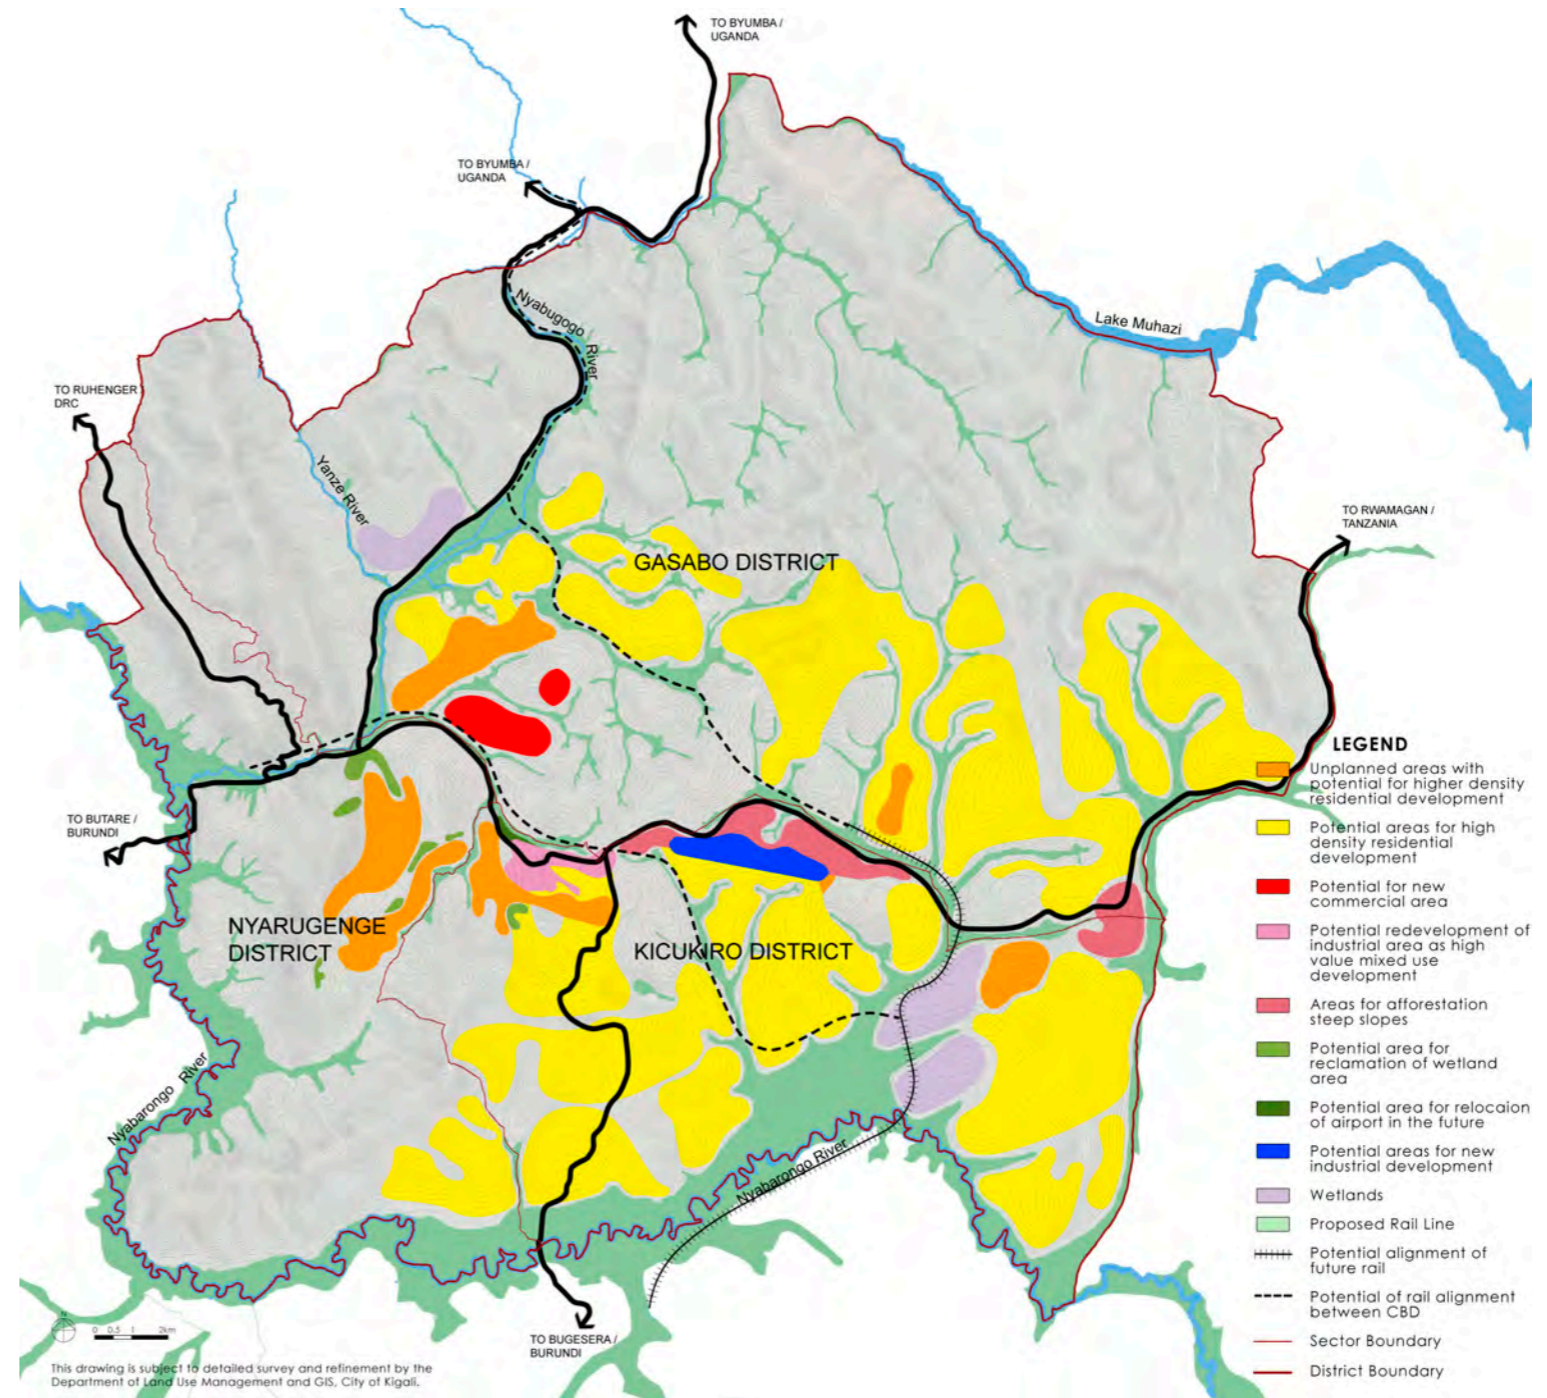 TO BYUMBA /
UGANDA
TO BYUMBA /
UGANDA
Nyabugogo
River
Lake Muhazi
TO RUHENGER
DRC
Yanze River
TO RWAMAGAN /
TANZANIA
GASABO DISTRICT
TO BUTARE /
BURUNDI
NYARUGENGE
DISTRICT
KICUKIRO DISTRICT
Nyabarongo River
Nyabarongo River
TO BUGESERA /
BURUNDI
LEGEND
Unplanned areas with
potential for higher density
residential development
Potential areas for high
density residential
development
Potential for new
commercial area
Potential redevelopment of
industrial area as high
value mixed use
development
Areas for afforestation
steep slopes
Potential area for
reclamation of wetland
area
Potential area for relocaion
of airport in the future
Potential areas for new
industrial development
Wetlands
Proposed Rail Line
Potential alignment of
future rail
Potential of rail alignment
between CBD
Sector Boundary
District Boundary
N
0 0.5 1 2km
This drawing is subject to detailed survey and refinement by the
Department of Land Use Management and GIS, City of Kigali.